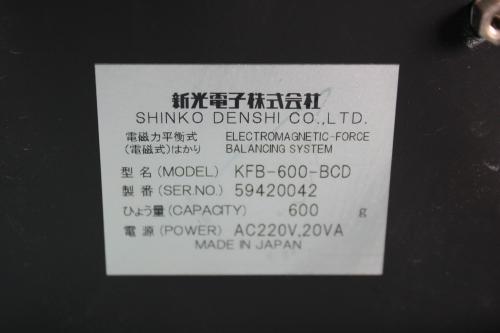 新光電子株式会社
SHINKO DENSHI CO.,LTD.
電磁力平衡式 ELECTROMAGNETIC-FORCE
(電磁式)はかり BALANCING SYSTEM
型名(MODEL) KFB-600-BCD
製番(SER.NO.) 59420042
ひょう量(CAPACITY) 600 g
電源(POWER) AC220V,20VA
MADE IN JAPAN